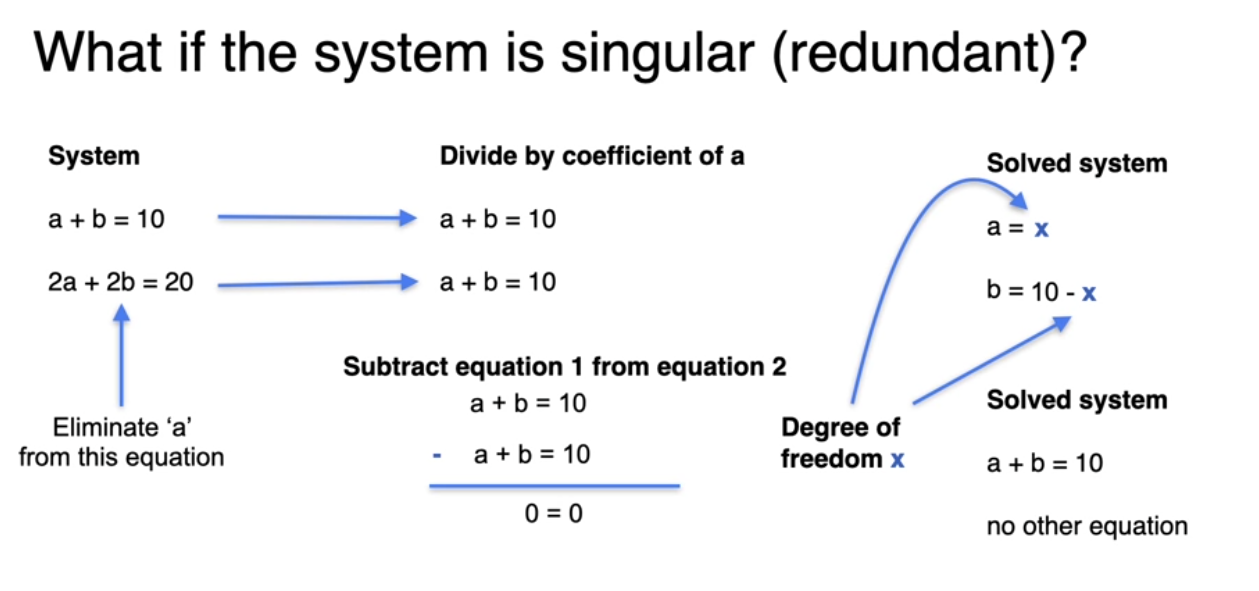 What if the system is singular (redundant)?
System
a + b = 10
2a + 2b = 20
Eliminate ‘a’
from this equation
Divide by coefficient of a
a + b = 10
a + b = 10
Subtract equation 1 from equation 2
a + b = 10
- a + b = 10
0 = 0
Degree of
freedom x
Solved system
a = x
b = 10 - x
Solved system
a + b = 10
no other equation